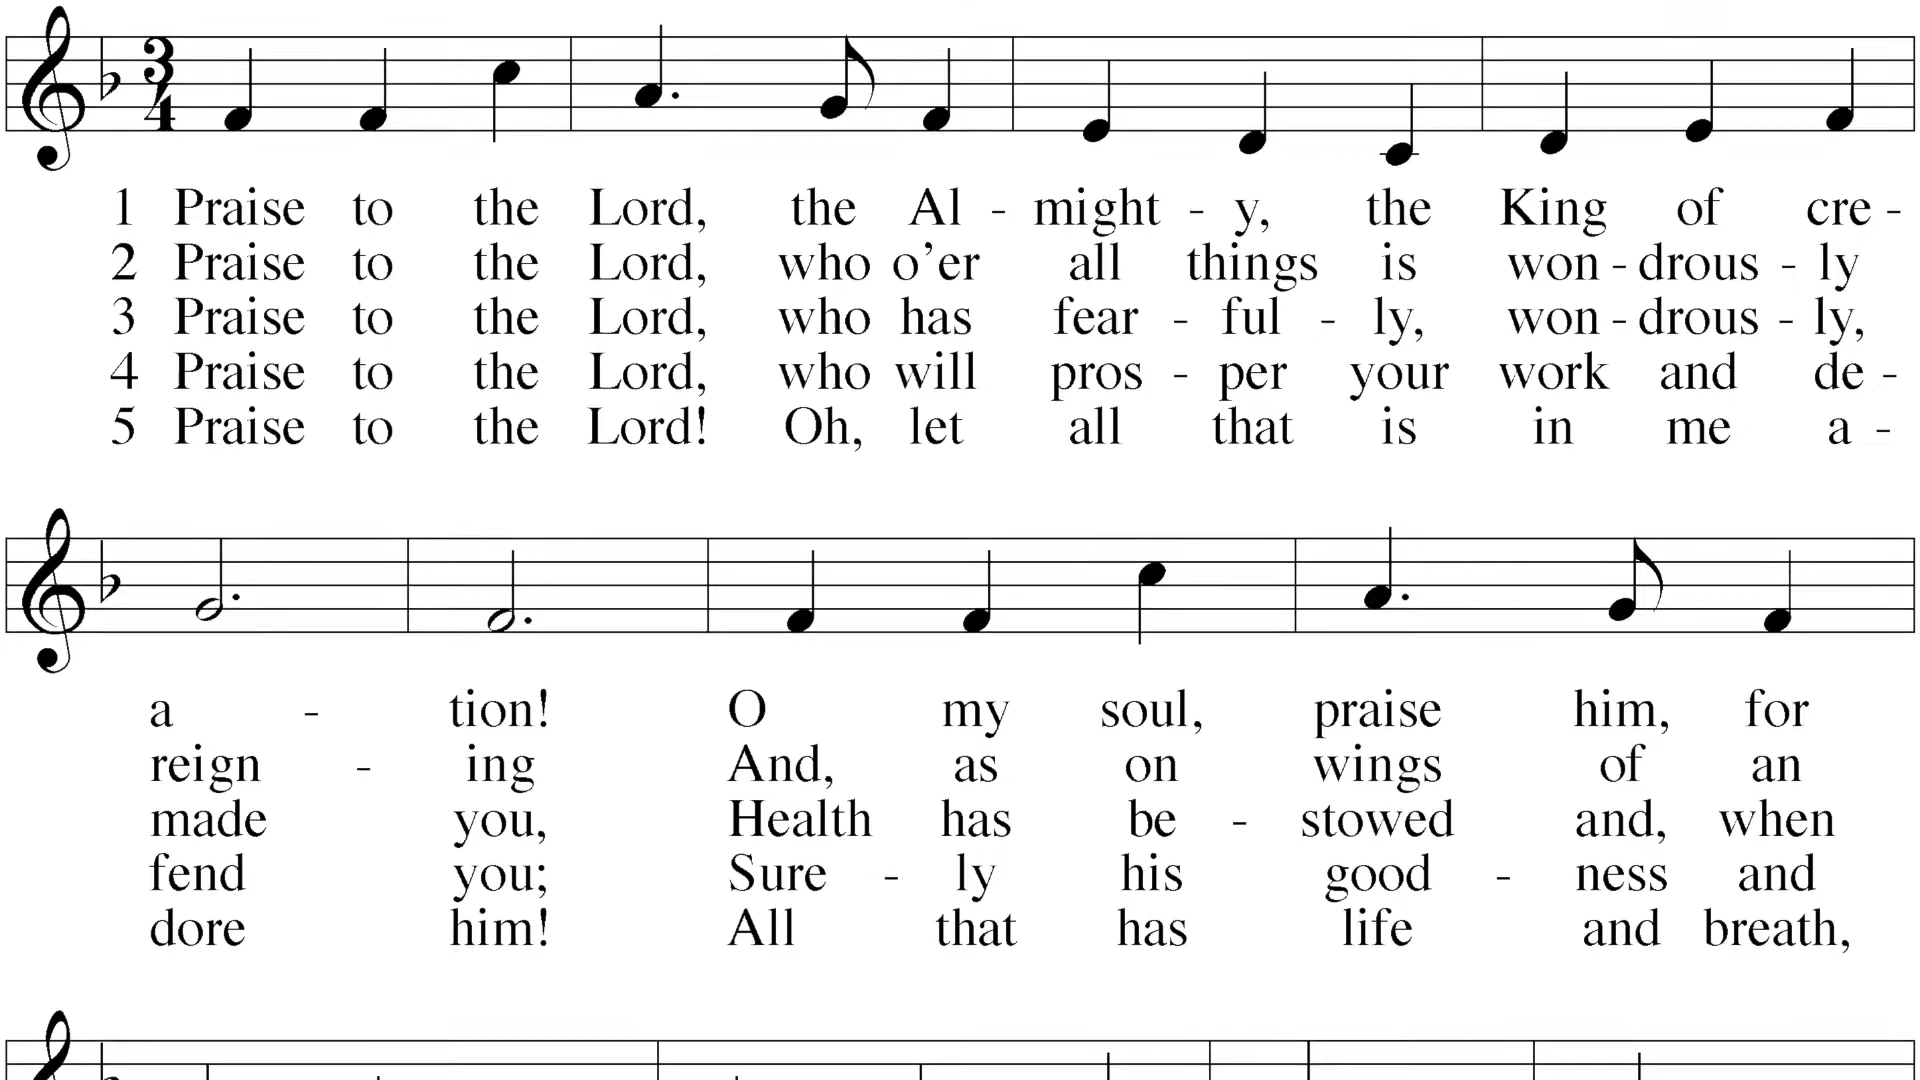 3
4
1 Praise to the Lord, the Al - might - y, the King of cre -
2 Praise to the Lord, who o’er all things is won - drous - ly
3 Praise to the Lord, who has fear - ful - ly, won - drous - ly,
4 Praise to the Lord, who will pros - per your work and de -
5 Praise to the Lord! Oh, let all that is in me a -
a - tion! O my soul, praise him, for
reign - ing And, as on wings of an
made you, Health has be - stowed and, when
fend you; Sure - ly his good - ness and
dore him! All that has life and breath,